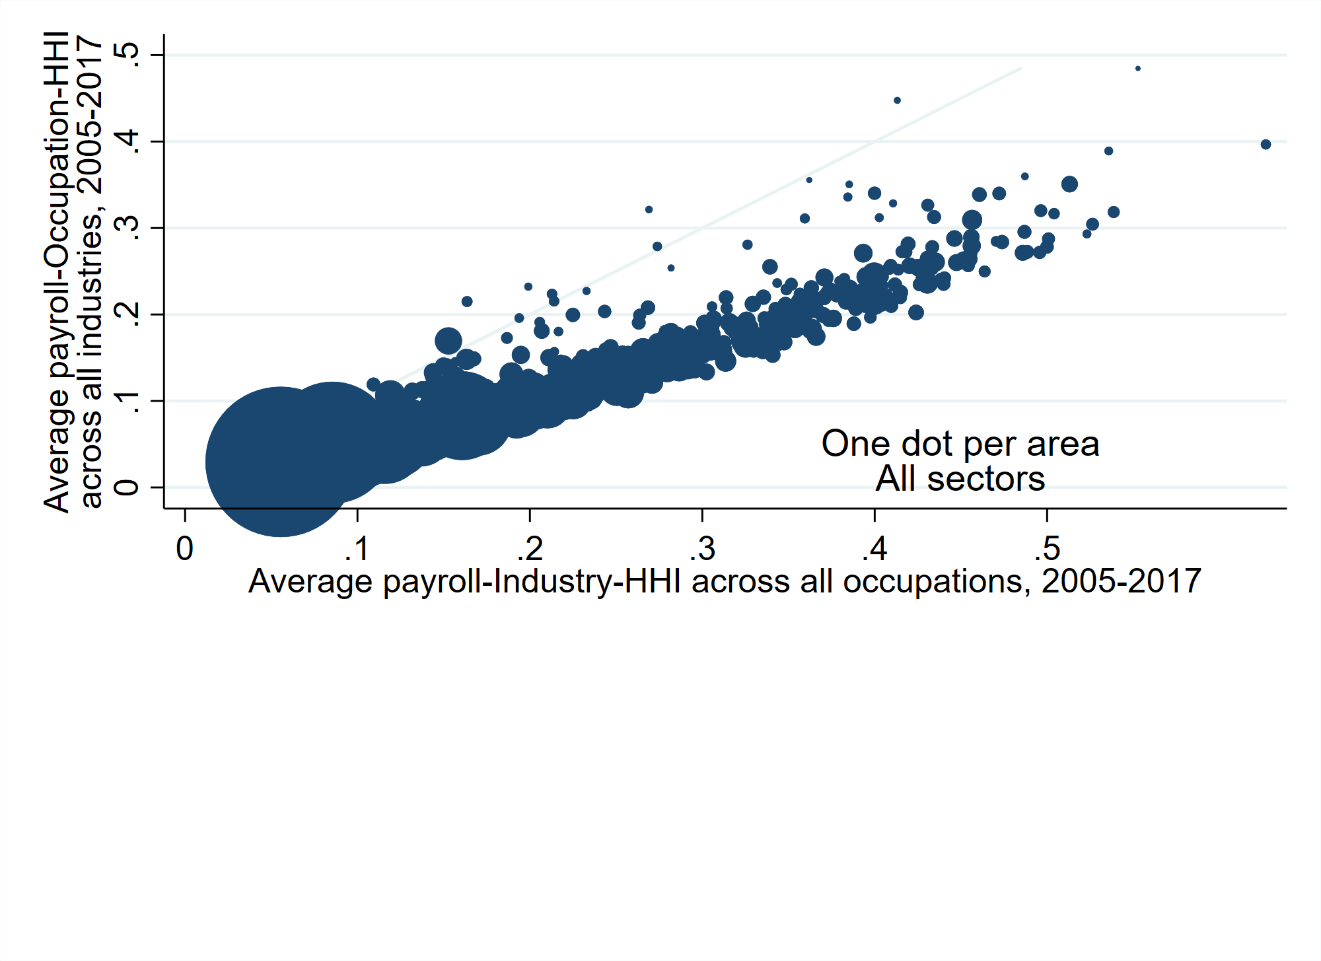 Average payroll-Occupation-HHI
across all industries, 2005-2017
.5
.4
.3
.2
.1
0
One dot per area
All sectors
0 .1 .2 .3 .4 .5
Average payroll-Industry-HHI across all occupations, 2005-2017